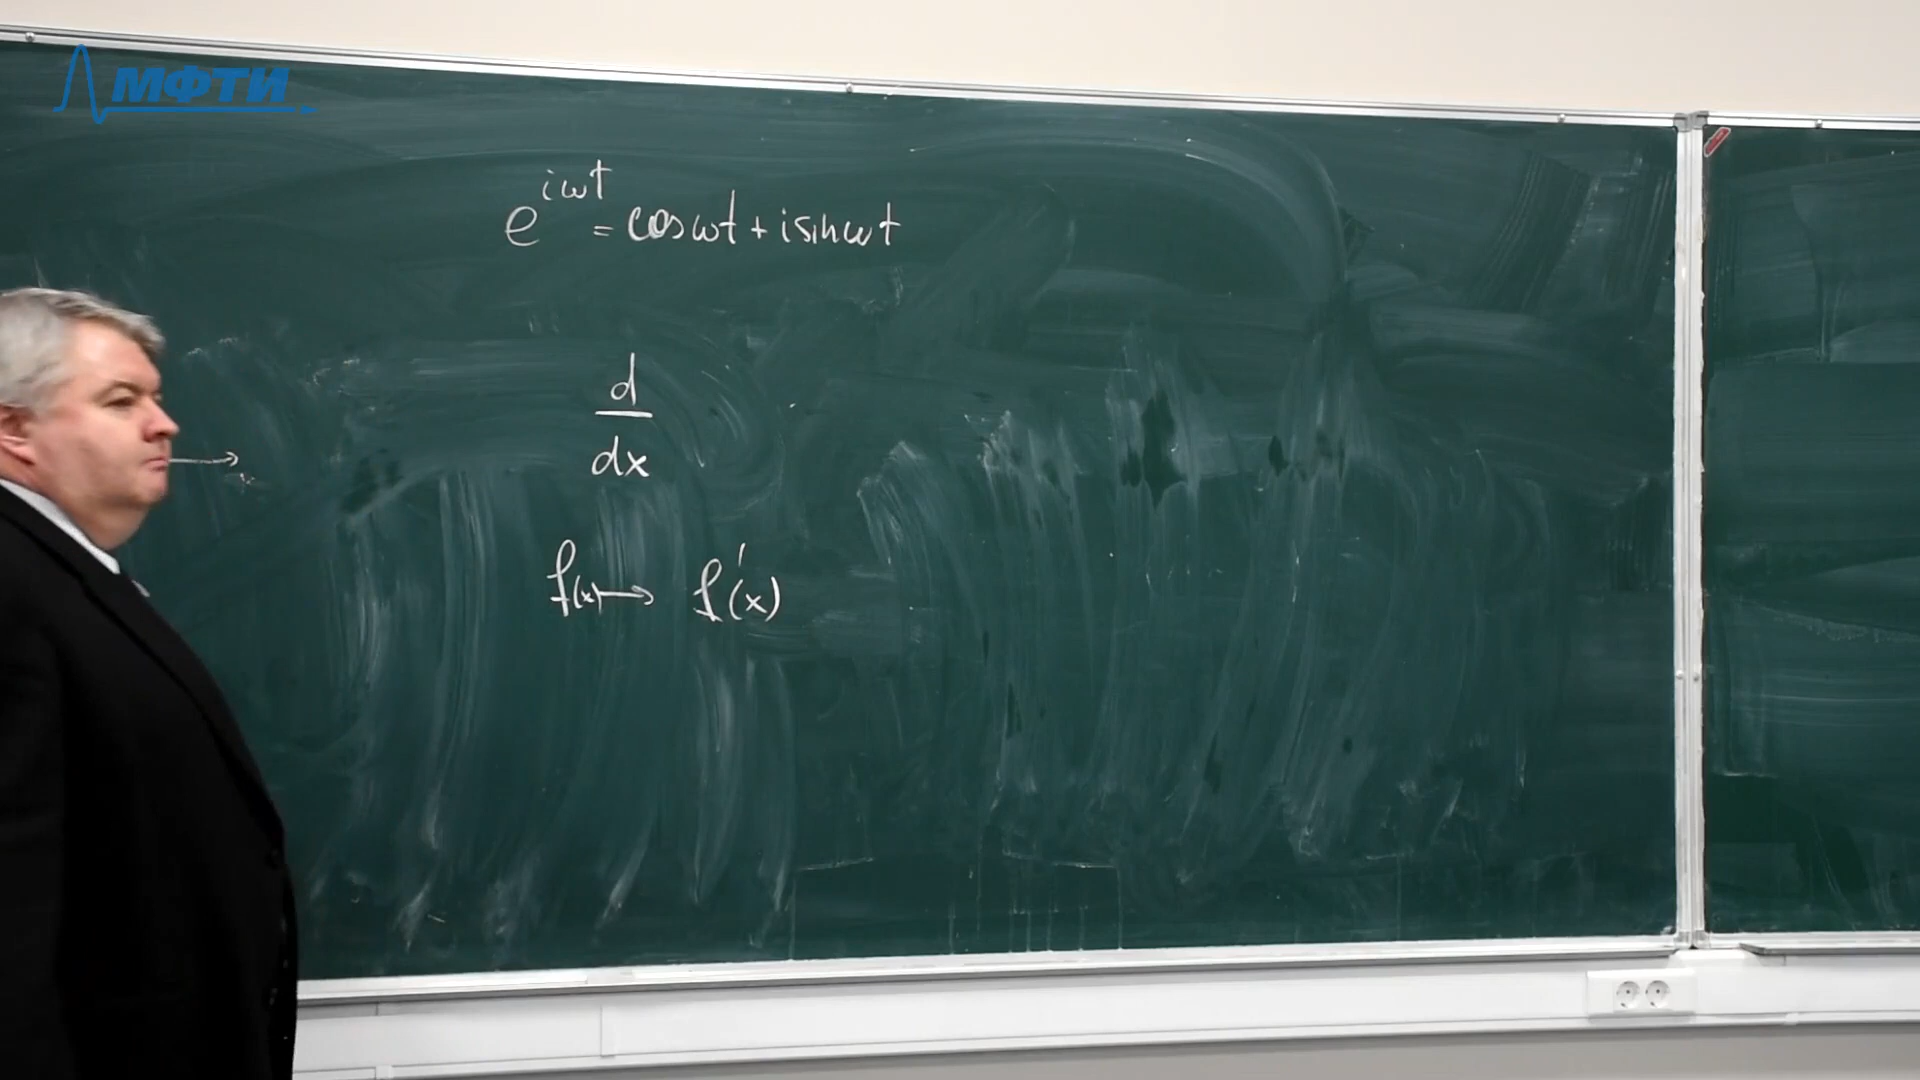 МФТИ
e^{iωt} = cos ωt + i sin ωt
d
dx
f(x) → f'(x)